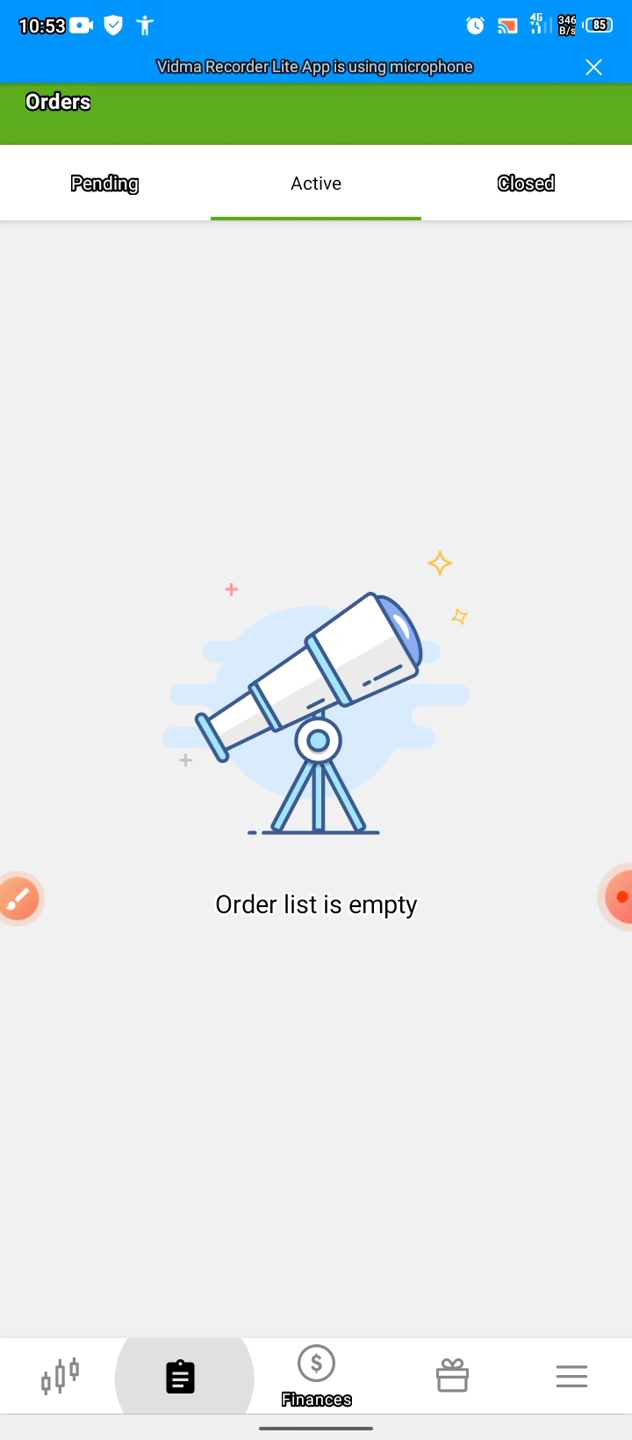 10:53
4G
346
B/s
85
Vidma Recorder Lite App is using microphone
Orders
Pending
Active
Closed
Order list is empty
$
Finances